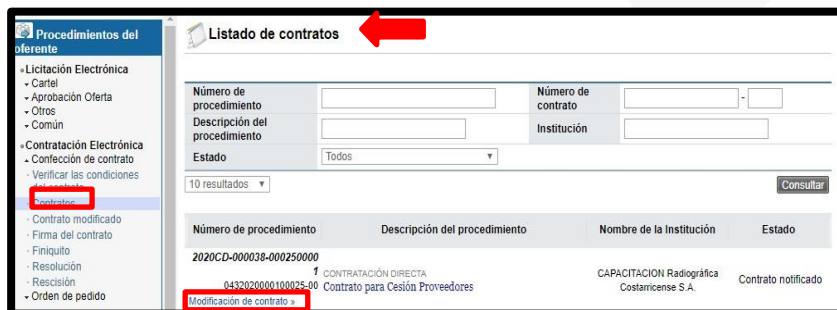 Procedimientos del
oferente
Licitación Electrónica
Cartel
Aprobación Oferta
Otros
Común
Contratación Electrónica
Confección de contrato
Verificar las condiciones
del contrato
Contratos
Contrato modificado
Firma del contrato
Finiquito
Resolución
Rescisión
Orden de pedido
Listado de contratos
Número de
procedimiento
Número de
contrato
-
Descripción del
procedimiento
Institución
Estado
Todos
10 resultados
Consultar
Número de procedimiento Descripción del procedimiento Nombre de la Institución Estado
2020CD-000038-000250000
1
0432020000100025-00
CONTRATACIÓN DIRECTA
Contrato para Cesión Proveedores
CAPACITACION Radiográfica
Costarricense S.A.
Contrato notificado
Modificación de contrato »